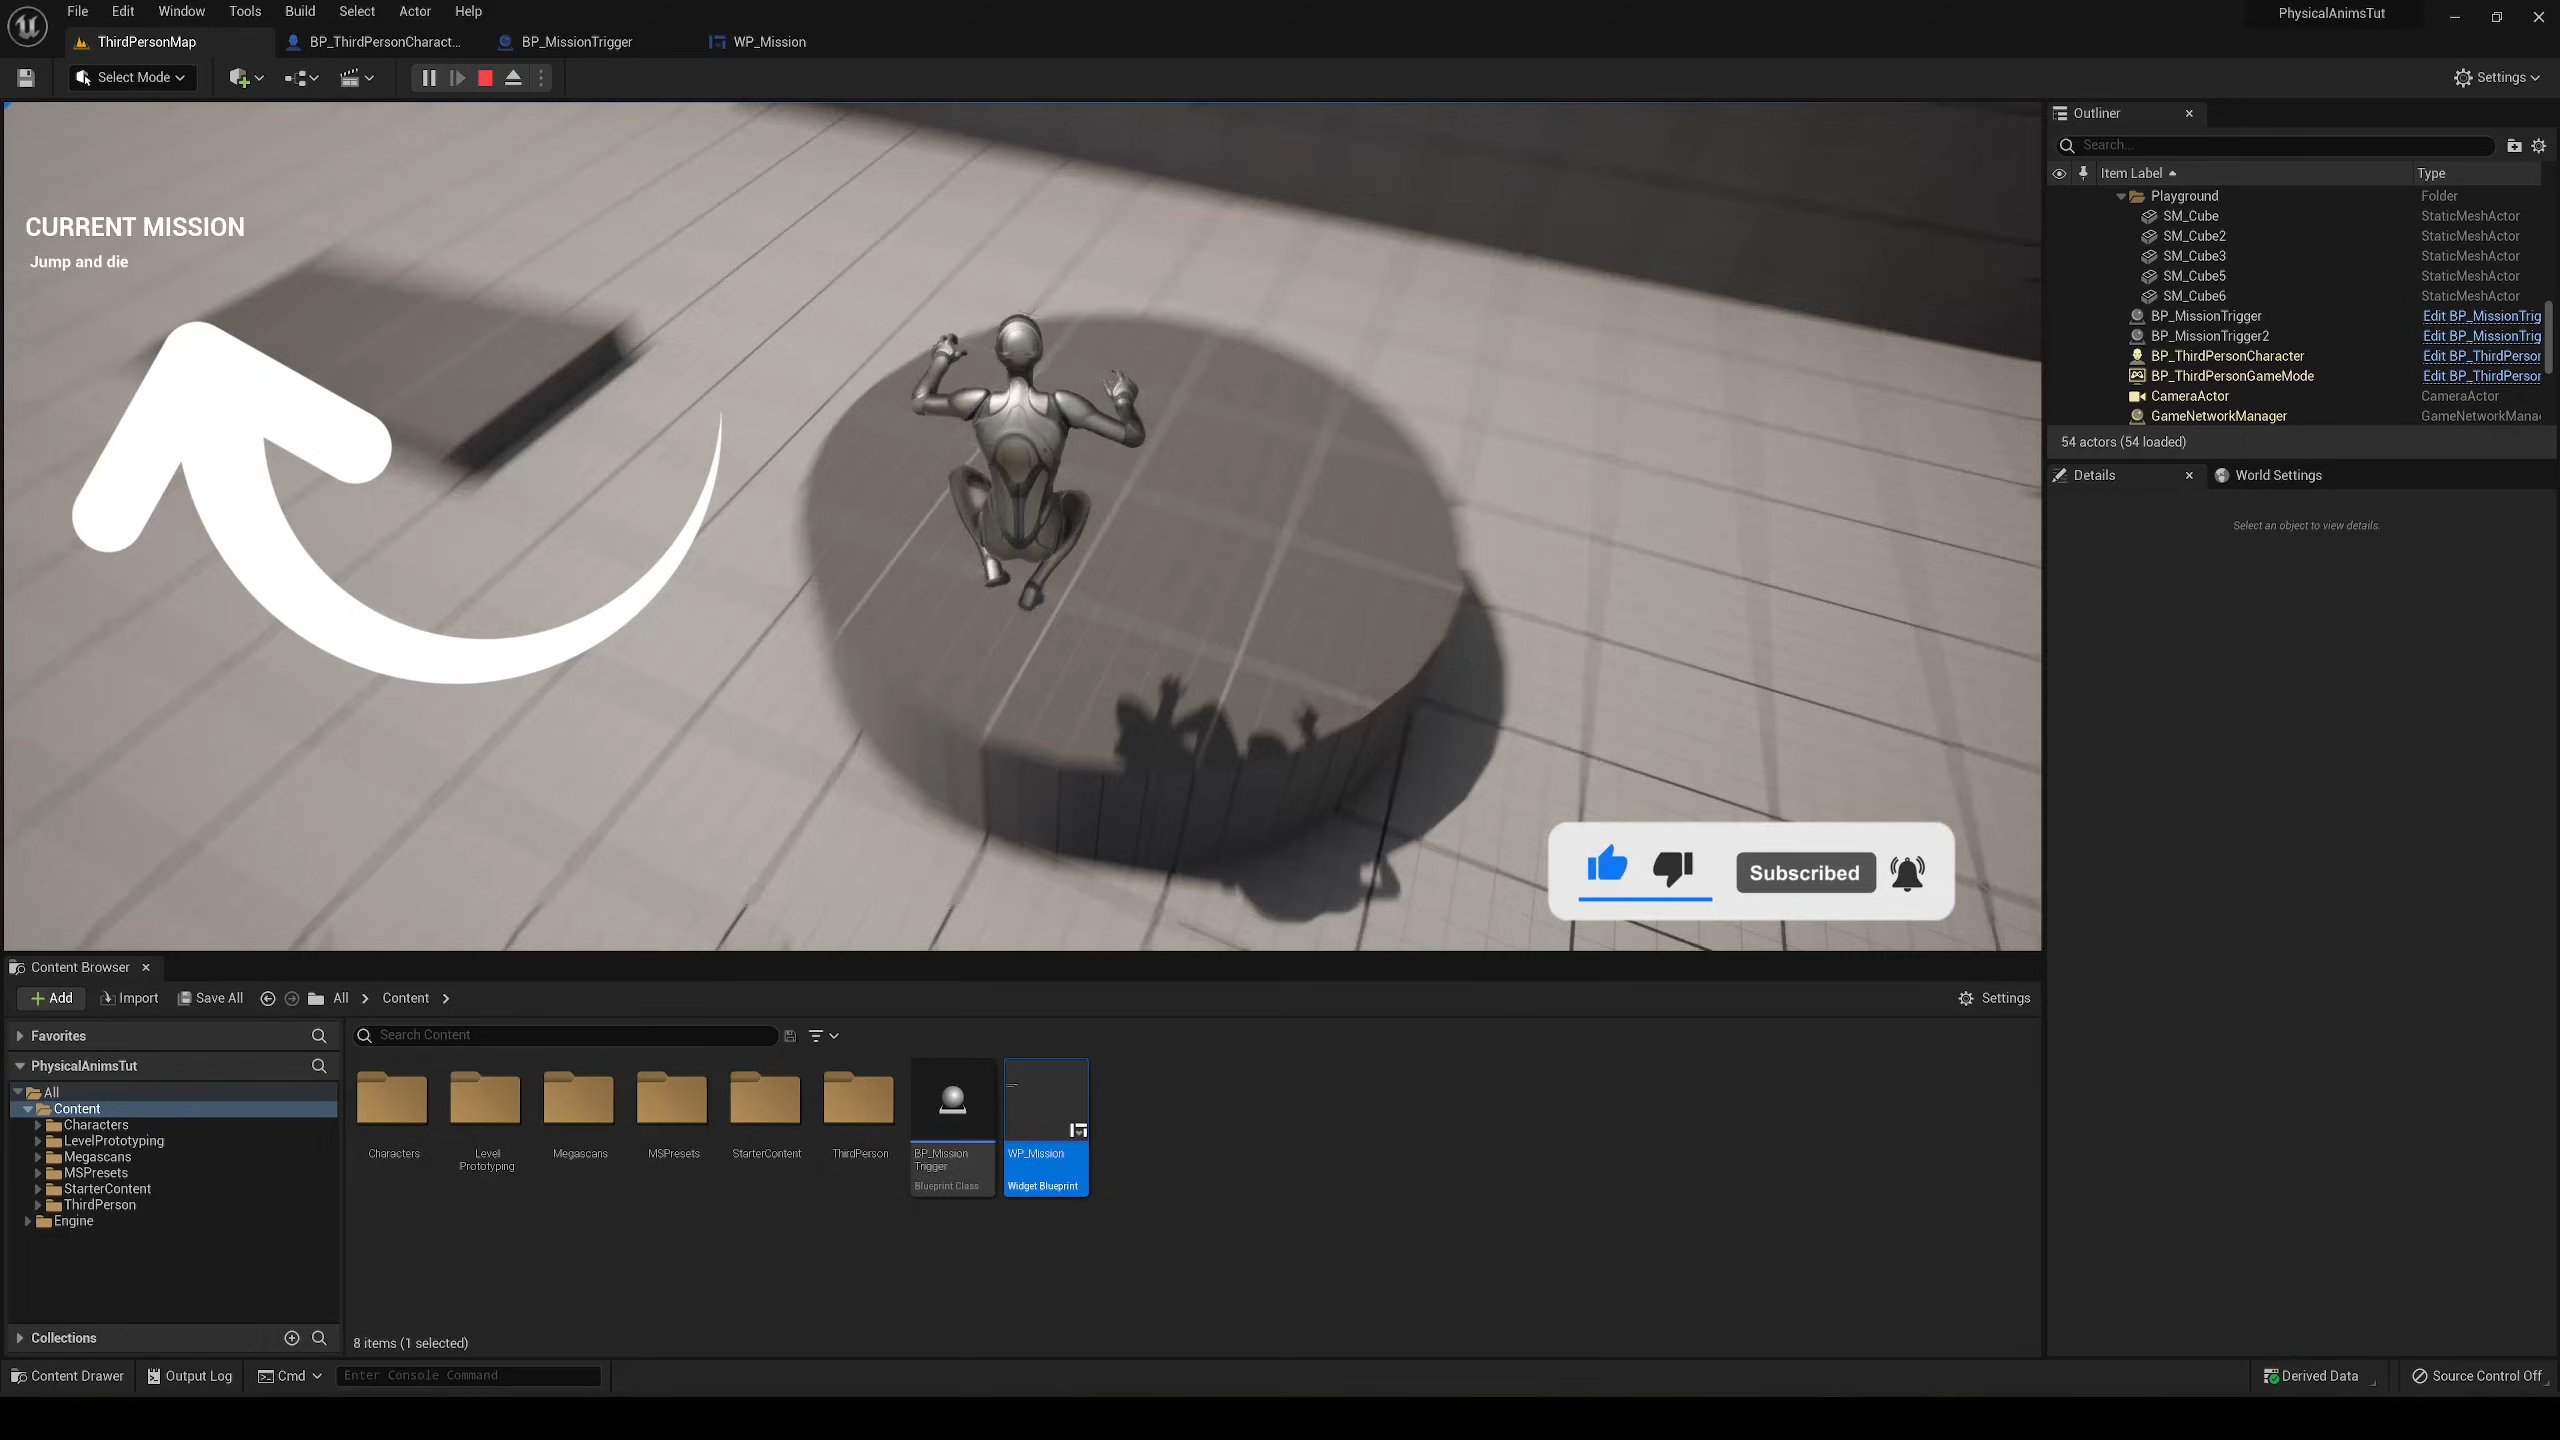 File Edit Window Tools Build Select Actor Help
PhysicalAnimsTut
ThirdPersonMap
BP_ThirdPersonCharact...
BP_MissionTrigger
WP_Mission
Select Mode
Settings
CURRENT MISSION
Jump and die
Subscribed
Outliner
Search...
Item Label
Type
Playground Folder
SM_Cube StaticMeshActor
SM_Cube2 StaticMeshActor
SM_Cube3 StaticMeshActor
SM_Cube5 StaticMeshActor
SM_Cube6 StaticMeshActor
BP_MissionTrigger Edit BP_MissionTrig
BP_MissionTrigger2 Edit BP_MissionTrig
BP_ThirdPersonCharacter Edit BP_ThirdPerson
BP_ThirdPersonGameMode Edit BP_ThirdPerson
CameraActor CameraActor
GameNetworkManager GameNetworkMana
54 actors (54 loaded)
Details
World Settings
Select an object to view details.
Content Browser
Add
Import
Save All
All
Content
Settings
Favorites
PhysicalAnimsTut
All
Content
Characters
LevelPrototyping
Megascans
MSPresets
StarterContent
ThirdPerson
Engine
Collections
Search Content
Characters
Level
Prototyping
Megascans
MSPresets
StarterContent
ThirdPerson
BP_Mission
Trigger
Blueprint Class
WP_Mission
Widget Blueprint
8 items (1 selected)
Content Drawer
Output Log
Cmd
Enter Console Command
Derived Data
Source Control Off